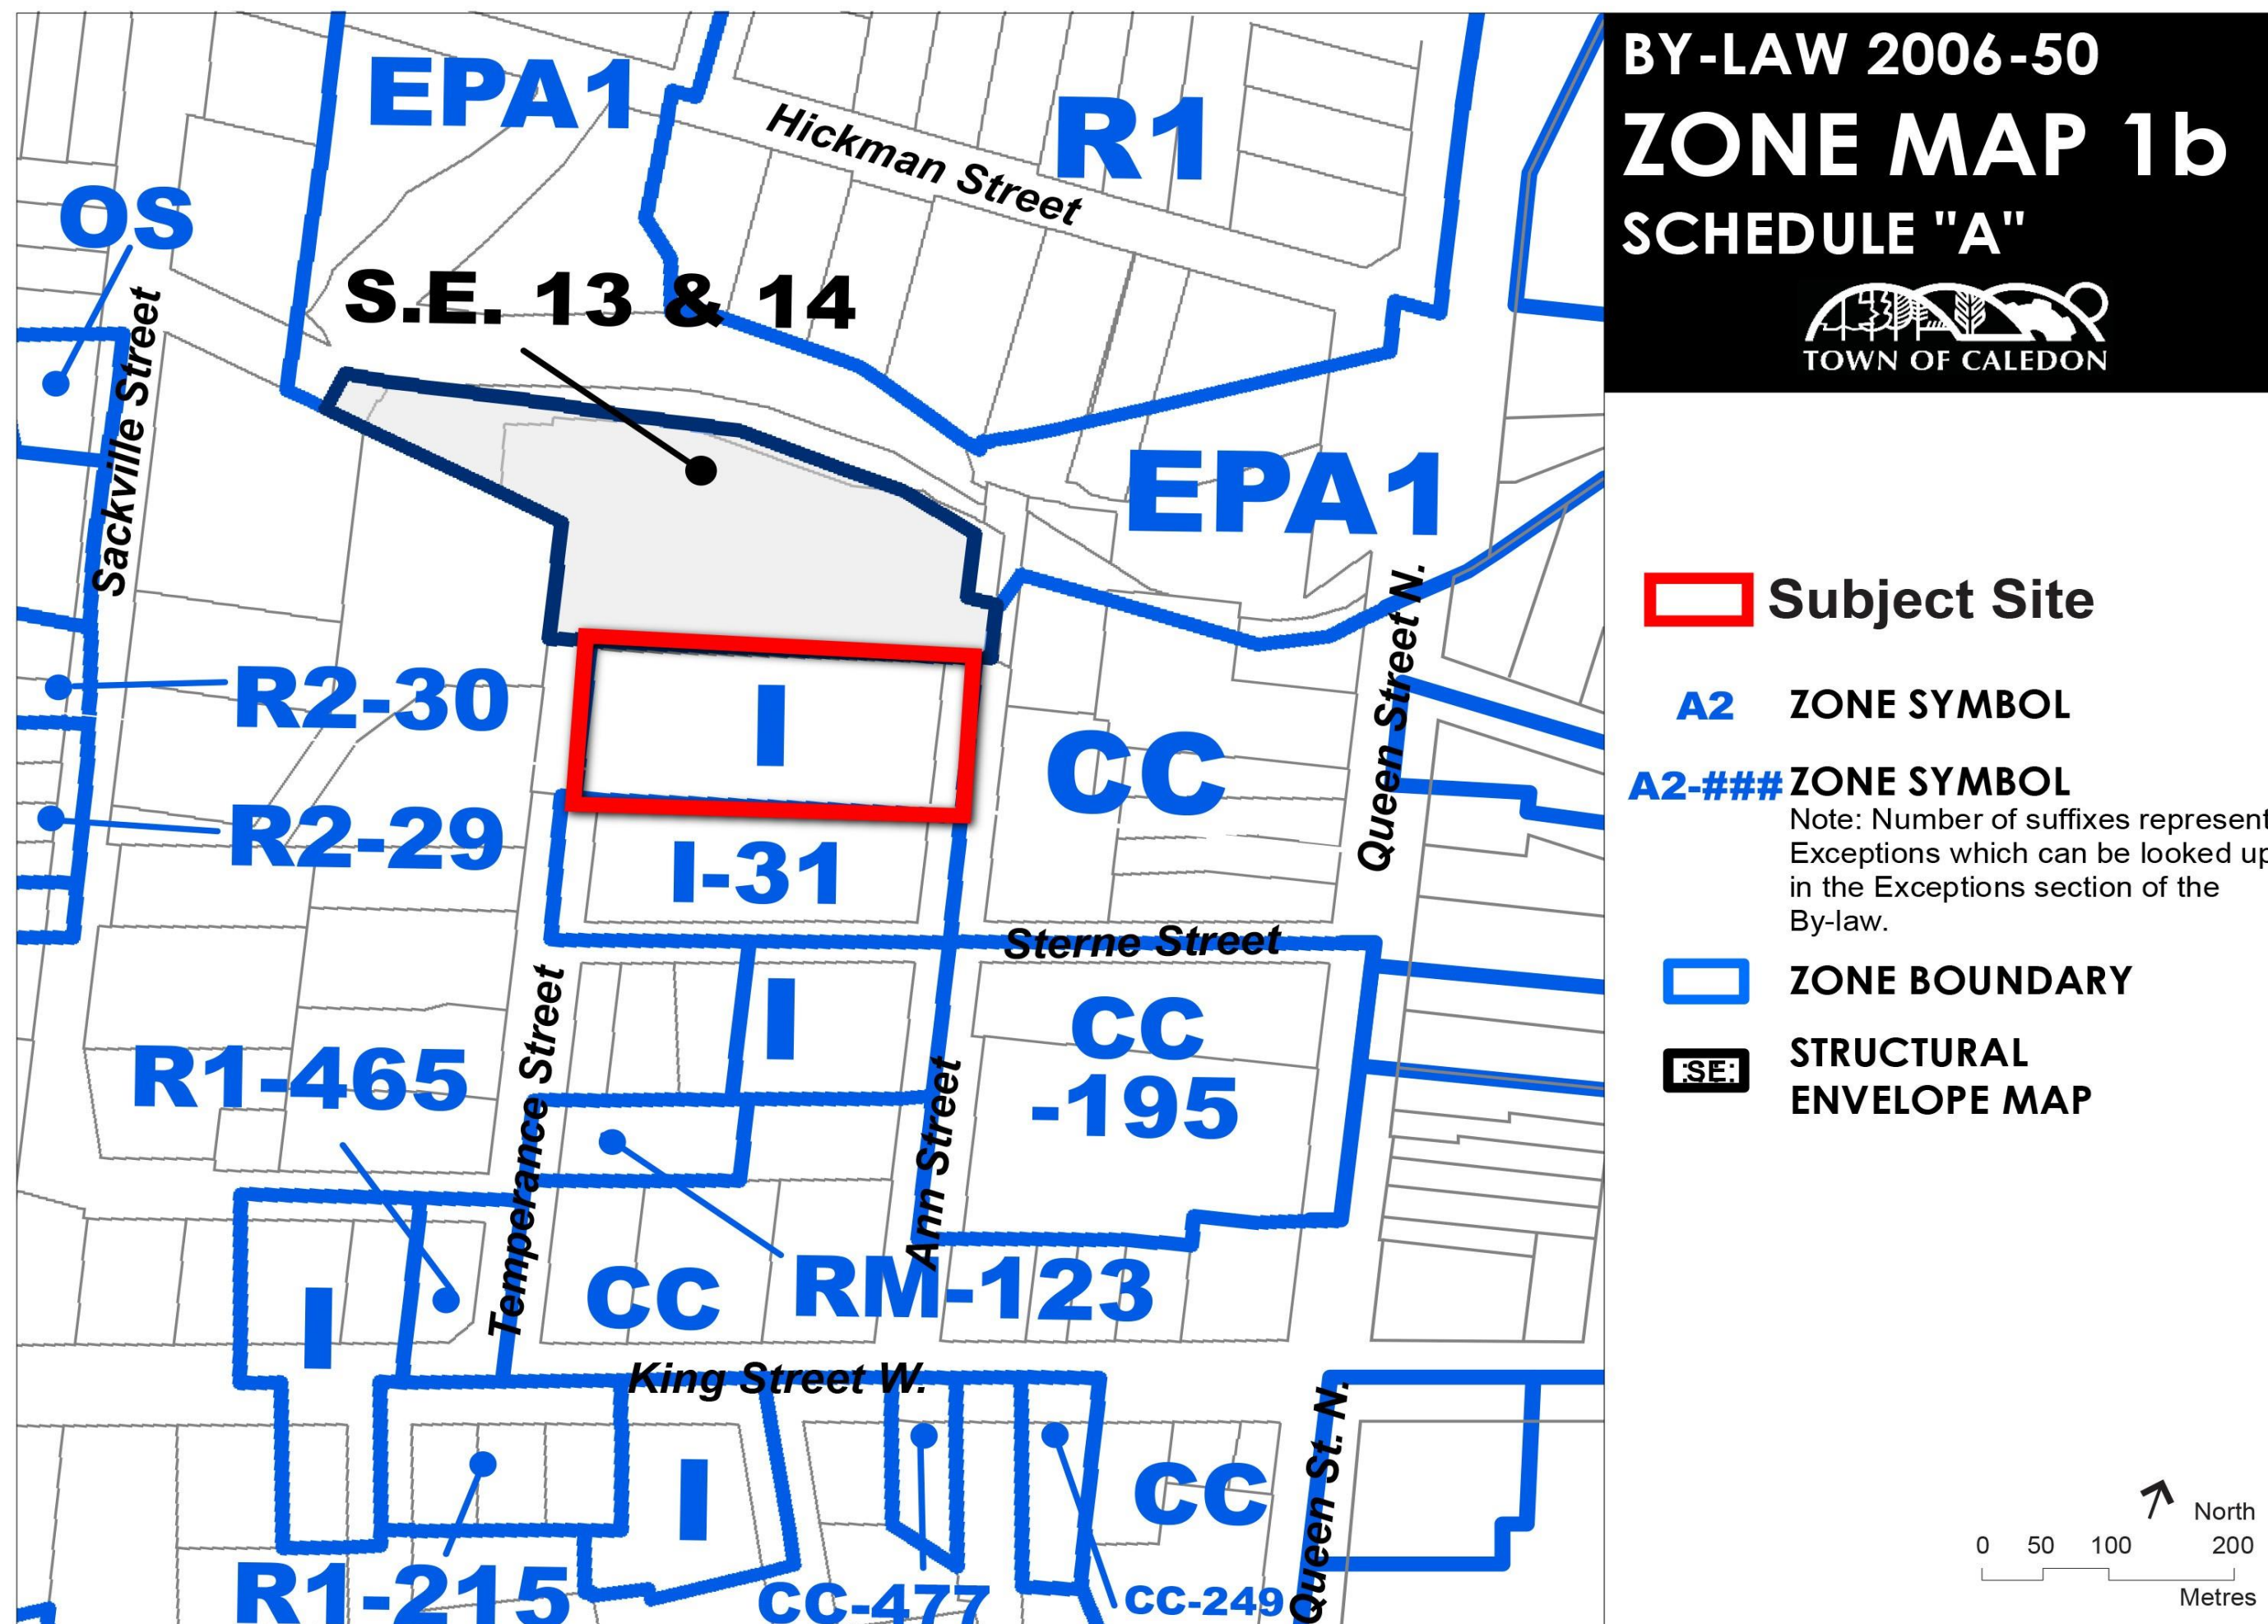 BY-LAW 2006-50
ZONE MAP 1b
SCHEDULE "A"
TOWN OF CALEDON
EPA1
R1
Hickman Street
OS
S.E. 13 & 14
Sackville Street
EPA1
Queen Street N.
R2-30
I
CC
R2-29
I-31
Sterne Street
I
CC
-195
R1-465
Temperance Street
Ann Street
RM-123
CC
I
King Street W.
Queen St. N.
I
CC
R1-215
CC-477
CC-249
Subject Site
A2 ZONE SYMBOL
A2-### ZONE SYMBOL
Note: Number of suffixes represent
Exceptions which can be looked up
in the Exceptions section of the
By-law.
ZONE BOUNDARY
SE STRUCTURAL
ENVELOPE MAP
North
0 50 100 200
Metres